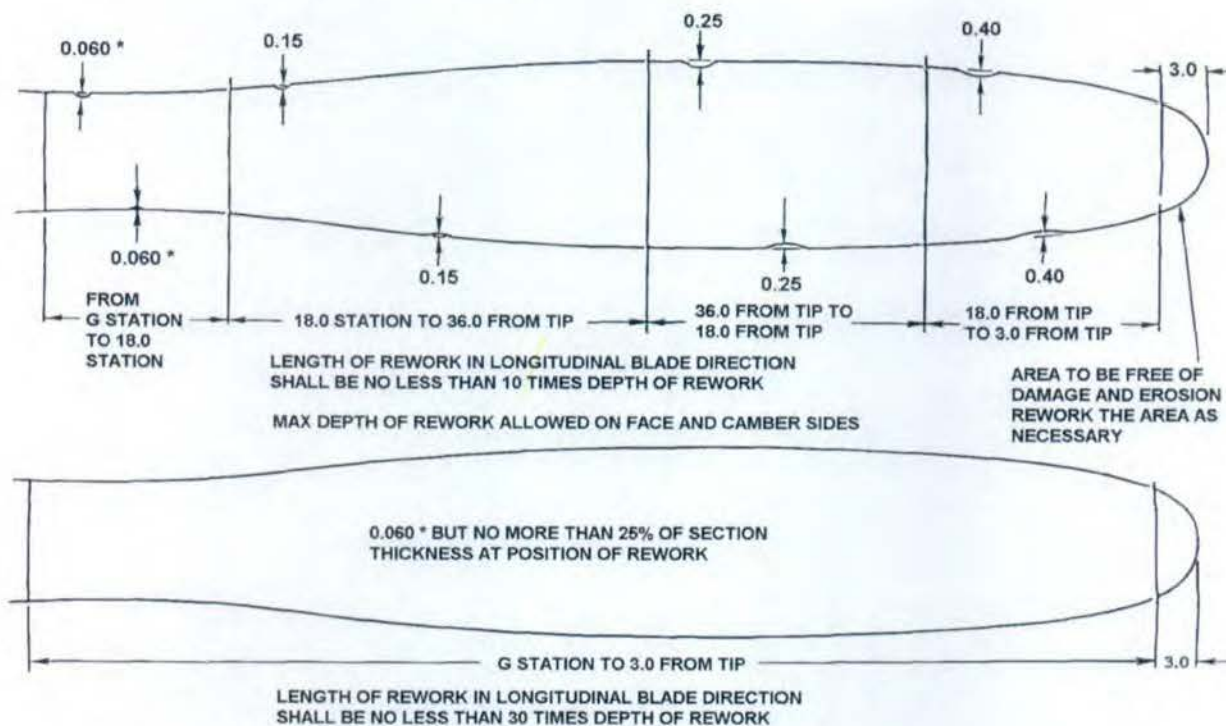 0.060 *
0.15
0.25
0.40
3.0
0.060 *
0.15
0.25
0.40
FROM
G STATION
TO 18.0
STATION
18.0 STATION TO 36.0 FROM TIP
36.0 FROM TIP TO
18.0 FROM TIP
18.0 FROM TIP
TO 3.0 FROM TIP
LENGTH OF REWORK IN LONGITUDINAL BLADE DIRECTION
SHALL BE NO LESS THAN 10 TIMES DEPTH OF REWORK
AREA TO BE FREE OF
DAMAGE AND EROSION
REWORK THE AREA AS
NECESSARY
MAX DEPTH OF REWORK ALLOWED ON FACE AND CAMBER SIDES
0.060 * BUT NO MORE THAN 25% OF SECTION
THICKNESS AT POSITION OF REWORK
G STATION TO 3.0 FROM TIP
3.0
LENGTH OF REWORK IN LONGITUDINAL BLADE DIRECTION
SHALL BE NO LESS THAN 30 TIMES DEPTH OF REWORK